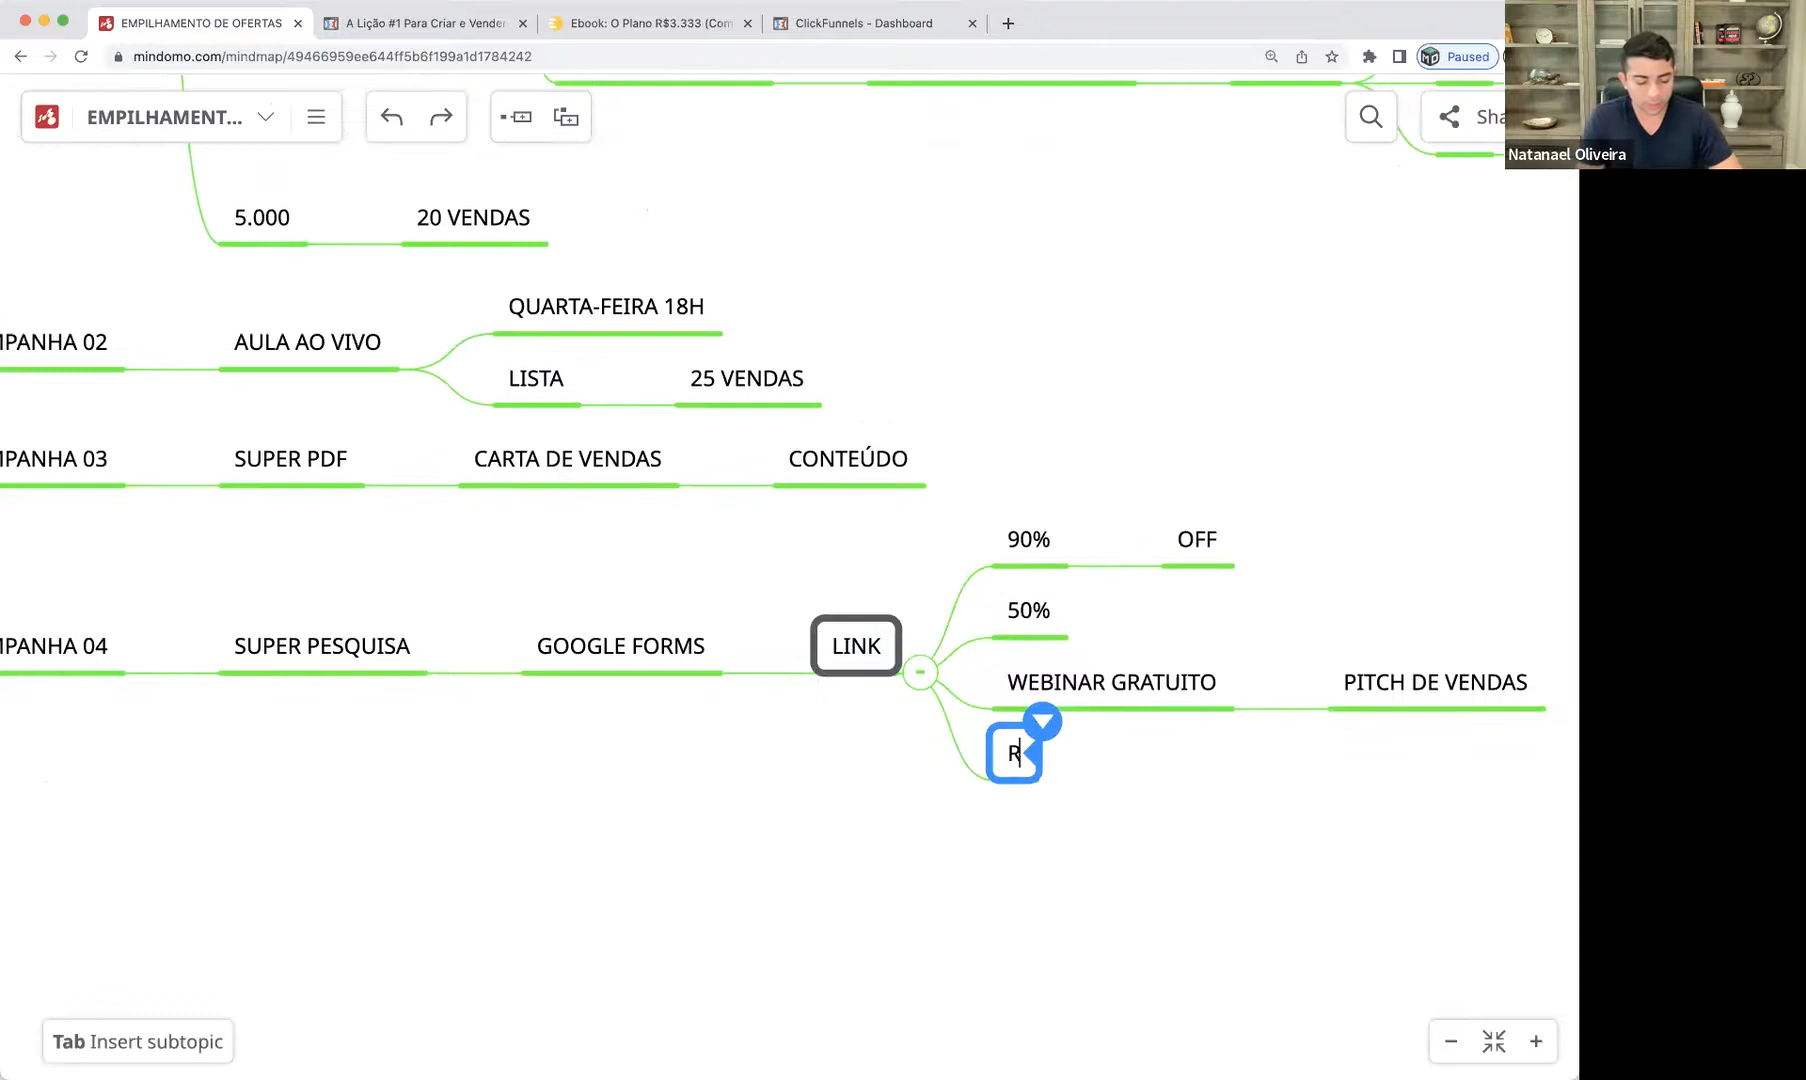 EMPILHAMENTO DE OFERTAS
A Lição #1 Para Criar e Vender
Ebook: O Plano R$3.333 (Com
ClickFunnels - Dashboard
mindomo.com/mindmap/49466959ee644ff5b6f199a1d1784242
Paused
EMPILHAMENT...
Sha
Natanael Oliveira
5.000
20 VENDAS
QUARTA-FEIRA 18H
MPANHA 02
AULA AO VIVO
LISTA
25 VENDAS
MPANHA 03
SUPER PDF
CARTA DE VENDAS
CONTEÚDO
90%
OFF
50%
MPANHA 04
SUPER PESQUISA
GOOGLE FORMS
LINK
WEBINAR GRATUITO
PITCH DE VENDAS
R
Tab Insert subtopic